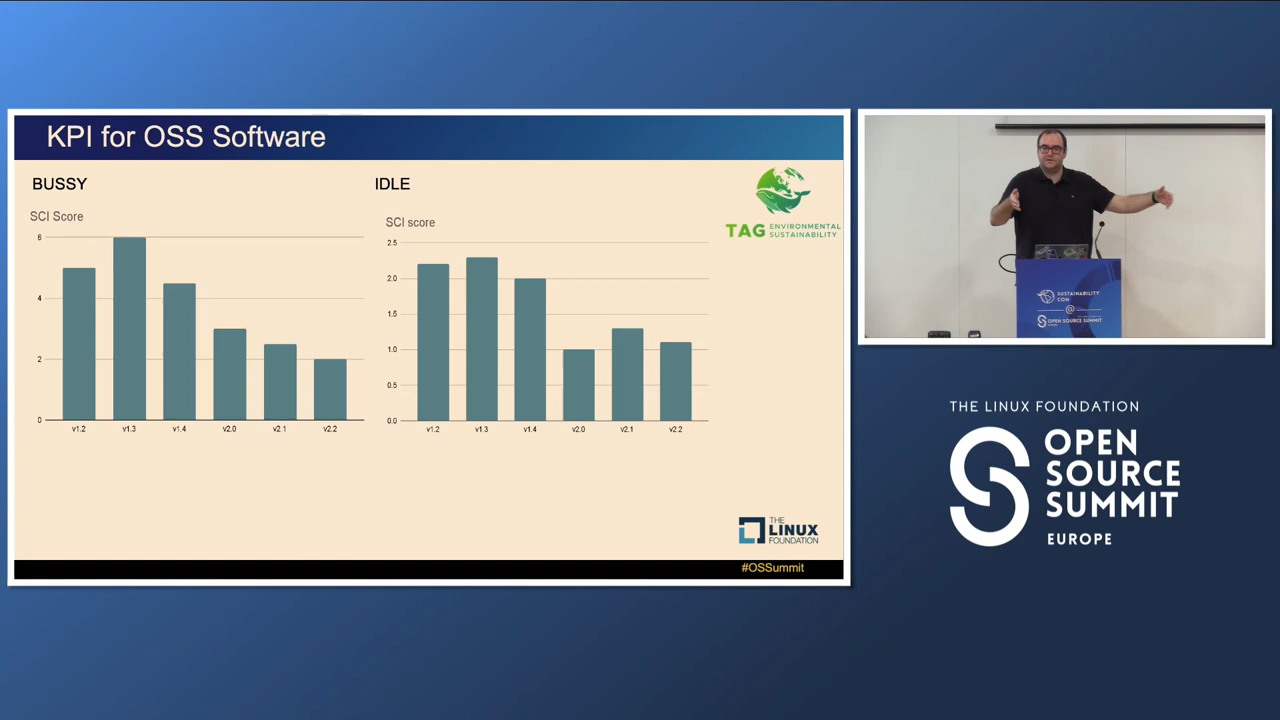 KPI for OSS Software
BUSSY
IDLE
TAG ENVIRONMENTAL
SUSTAINABILITY
SCI Score
6
4
2
0
v1.2 v1.3 v1.4 v2.0 v2.1 v2.2
SCI score
2.5
2.0
1.5
1.0
0.5
0.0
v1.2 v1.3 v1.4 v2.0 v2.1 v2.2
THE
LINUX
FOUNDATION
#OSSummit
SUSTAINABILITY
CON
@
OPEN SOURCE SUMMIT
THE LINUX FOUNDATION
OPEN
SOURCE
SUMMIT
EUROPE